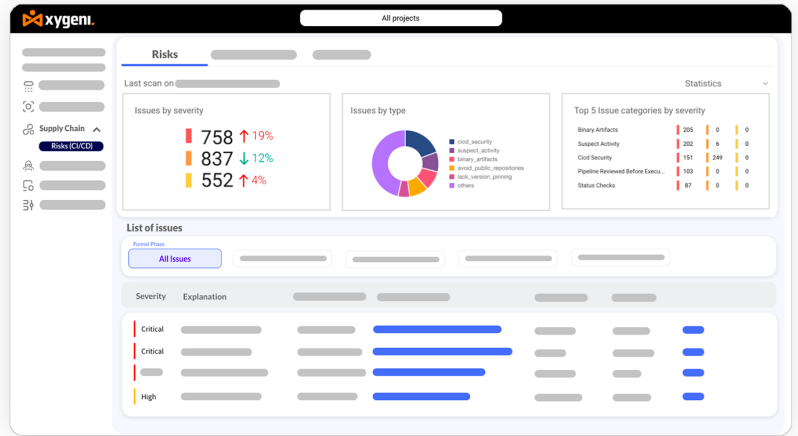 xygeni.
All projects
Risks
Last scan on
Statistics
Supply Chain
Risks (CI/CD)
Issues by severity
758 ↑ 19%
837 ↓ 12%
552 ↑ 4%
Issues by type
cicd_security
suspect_activity
binary_artifacts
avoid_public_repositories
lack_version_pinning
others
Top 5 Issue categories by severity
Binary Artifacts 205 0 0
Suspect Activity 202 6 0
Cicd Security 151 249 0
Pipeline Reviewed Before Execu... 103 0 0
Status Checks 87 0 0
List of issues
Funnel Phase
All Issues
Severity Explanation
Critical
Critical
High